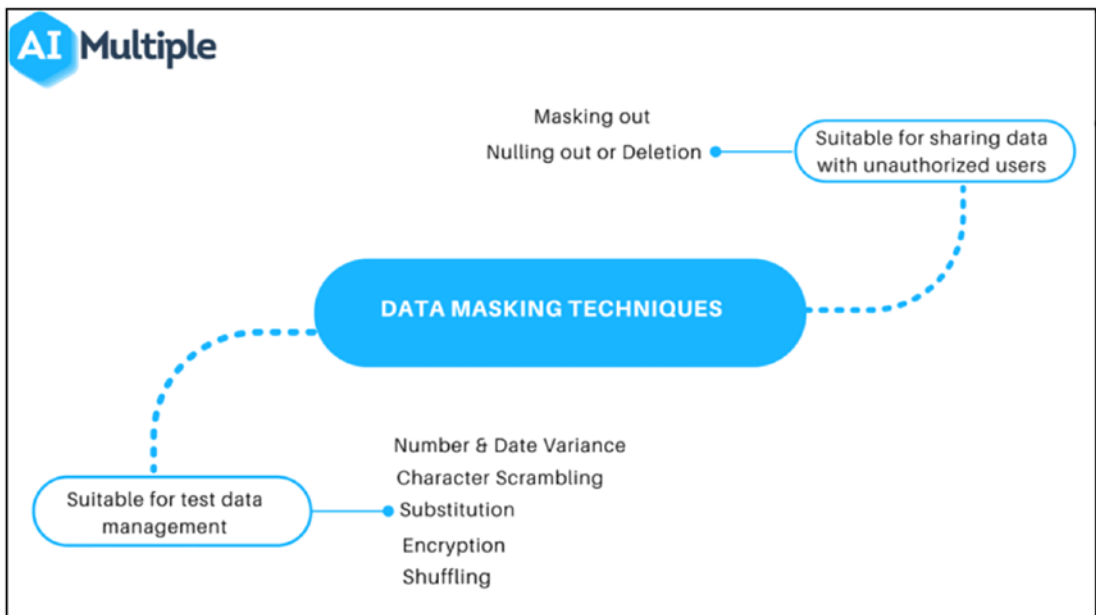 AI Multiple
Masking out
Nulling out or Deletion
Suitable for sharing data
with unauthorized users
DATA MASKING TECHNIQUES
Number & Date Variance
Character Scrambling
Substitution
Encryption
Shuffling
Suitable for test data
management